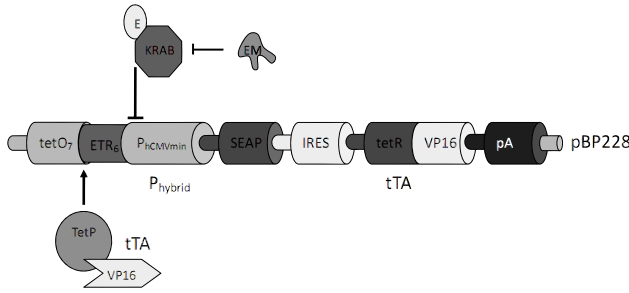 E
KRAB
EM
tetO7
ETR6
PhCMVmin
SEAP
IRES
tetR
VP16
pA
pBP228
Phybrid
tTA
TetP
tTA
VP16